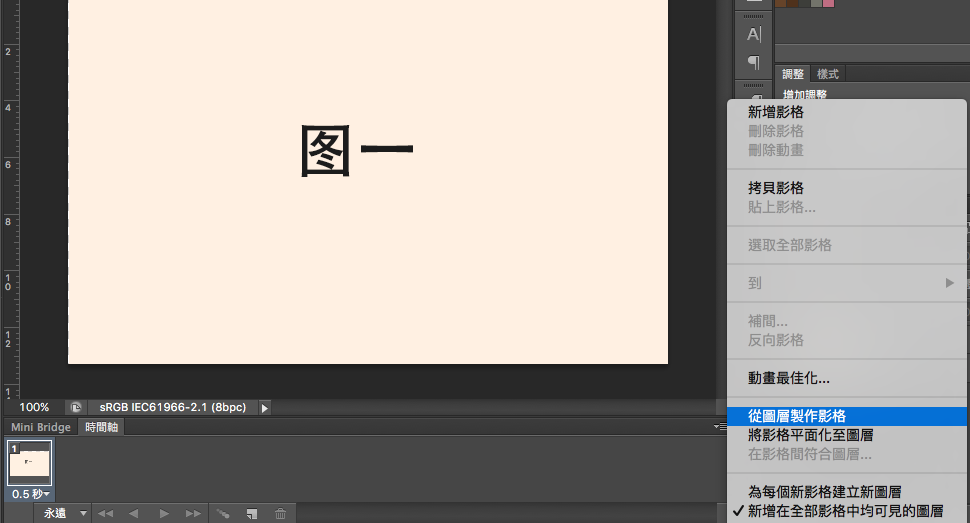 2
4
6
8
10
12
图一
A|
調整 樣式
增加調整
新增影格
刪除影格
刪除動畫
拷貝影格
貼上影格...
選取全部影格
到
補間...
反向影格
動畫最佳化...
從圖層製作影格
將影格平面化至圖層
在影格間符合圖層...
為每個新影格建立新圖層
新增在全部影格中均可見的圖層
100% sRGB IEC61966-2.1 (8bpc)
Mini Bridge 時間軸
1
图一
0.5 秒
永遠